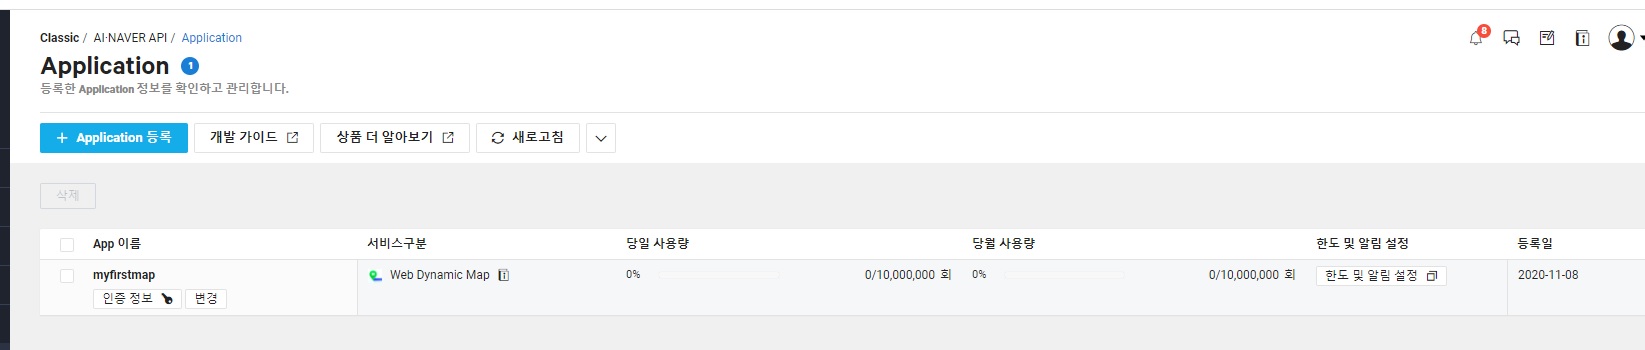 Classic / AI·NAVER API / Application
8
Application 1
등록한 Application 정보를 확인하고 관리합니다.
+ Application 등록 개발 가이드 상품 더 알아보기 새로고침
삭제
App 이름 서비스구분 당일 사용량 당월 사용량 한도 및 알림 설정 등록일
myfirstmap Web Dynamic Map 0% 0/10,000,000 회 0% 0/10,000,000 회 한도 및 알림 설정 2020-11-08
인증 정보 변경